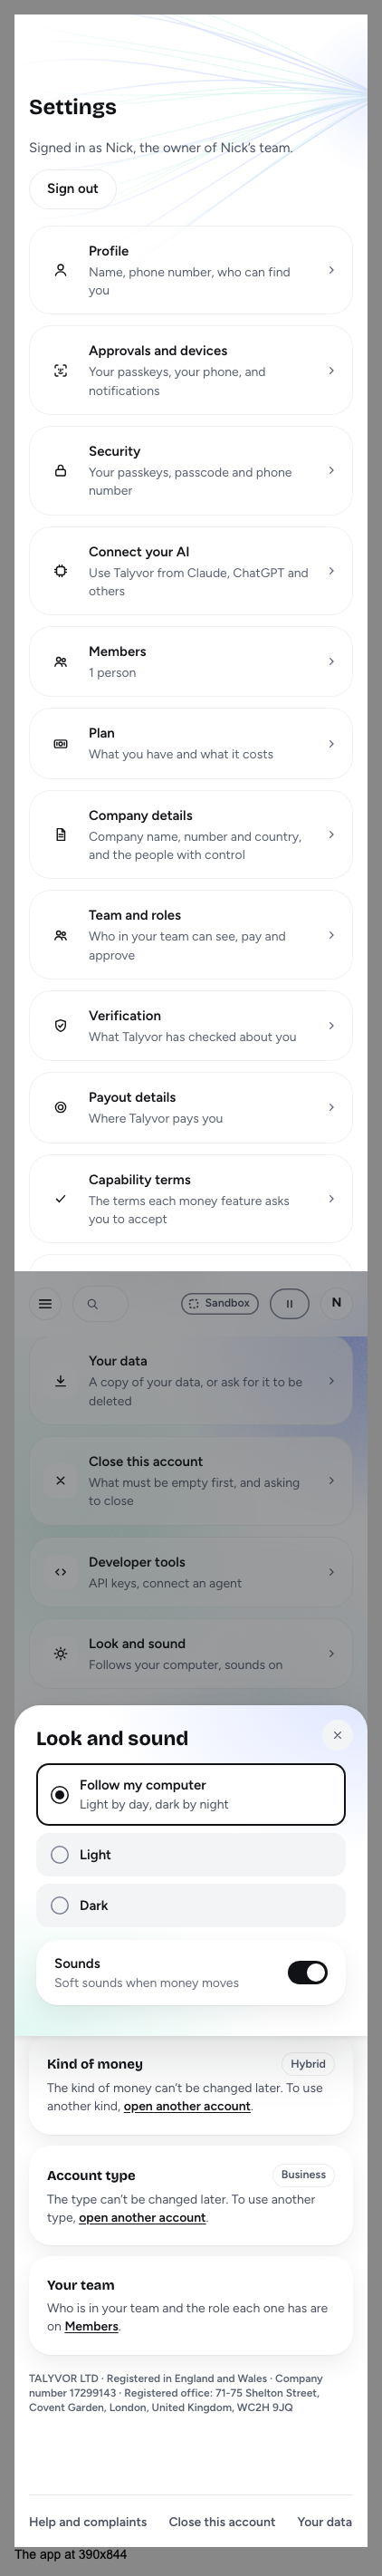 Settings
Signed in as Nick, the owner of Nick's team.
Sign out
Profile
Name, phone number, who can find
you
Approvals and devices
Your passkeys, your phone, and
notifications
Security
Your passkeys, passcode and phone
number
Connect your AI
Use Talyvor from Claude, ChatGPT and
others
Members
1 person
Plan
What you have and what it costs
Company details
Company name, number and country,
and the people with control
Team and roles
Who in your team can see, pay and
approve
Verification
What Talyvor has checked about you
Payout details
Where Talyvor pays you
Capability terms
The terms each money feature asks
you to accept
Sandbox
N
Your data
A copy of your data, or ask for it to be
deleted
Close this account
What must be empty first, and asking
to close
Developer tools
API keys, connect an agent
Look and sound
Follows your computer, sounds on
Look and sound
Follow my computer
Light by day, dark by night
Light
Dark
Sounds
Soft sounds when money moves
Kind of money
Hybrid
The kind of money can't be changed later. To use
another kind, open another account.
Account type
Business
The type can't be changed later. To use another
type, open another account.
Your team
Who is in your team and the role each one has are
on Members.
TALYVOR LTD · Registered in England and Wales · Company
number 17299143 · Registered office: 71-75 Shelton Street,
Covent Garden, London, United Kingdom, WC2H 9JQ
Help and complaints
Close this account
Your data
The app at 390x844